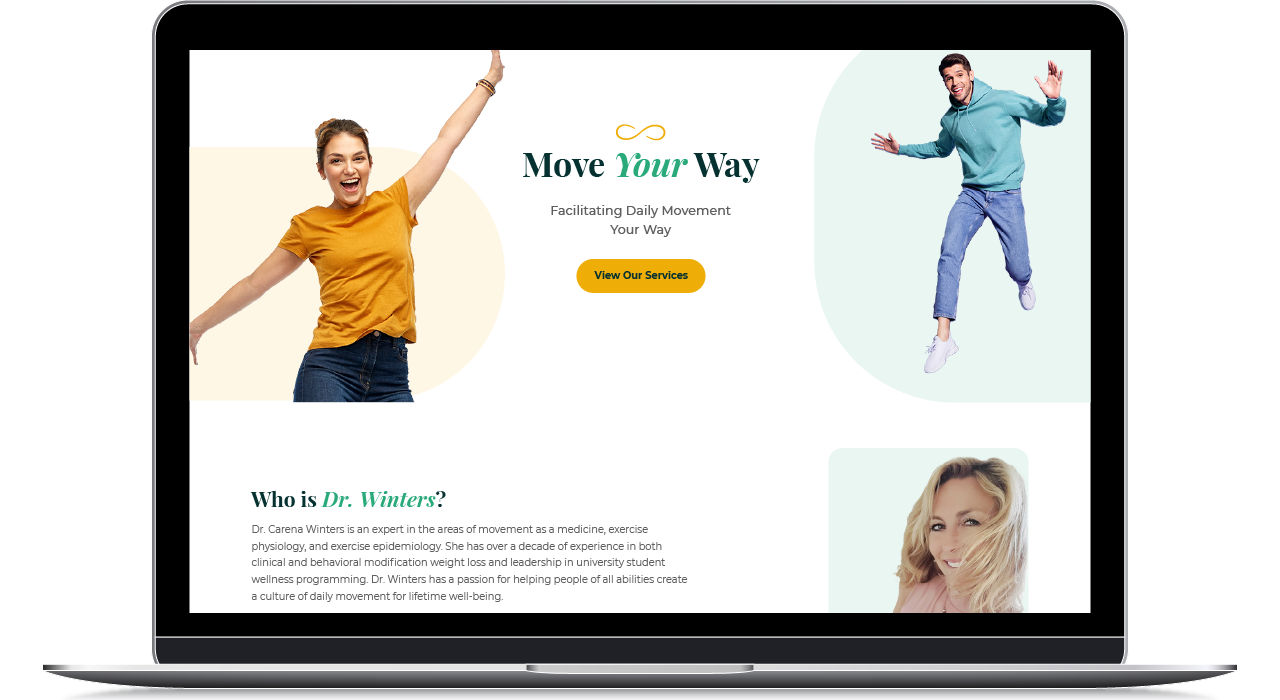 Move Your Way
Facilitating Daily Movement
Your Way
View Our Services
Who is Dr. Winters?
Dr. Carena Winters is an expert in the areas of movement as a medicine, exercise
physiology, and exercise epidemiology. She has over a decade of experience in both
clinical and behavioral modification weight loss and leadership in university student
wellness programming. Dr. Winters has a passion for helping people of all abilities create
a culture of daily movement for lifetime well-being.